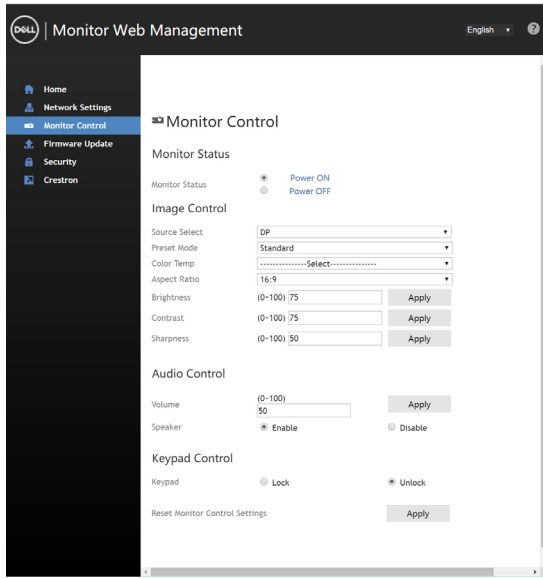 DELL | Monitor Web Management
English
?
Home
Network Settings
Monitor Control
Firmware Update
Security
Crestron
Monitor Control
Monitor Status
Monitor Status Power ON
Power OFF
Image Control
Source Select DP
Preset Mode Standard
Color Temp ---------------Select---------------
Aspect Ratio 16:9
Brightness (0~100) 75 Apply
Contrast (0~100) 75 Apply
Sharpness (0~100) 50 Apply
Audio Control
(0~100)
Volume 50 Apply
Speaker Enable Disable
Keypad Control
Keypad Lock Unlock
Reset Monitor Control Settings Apply